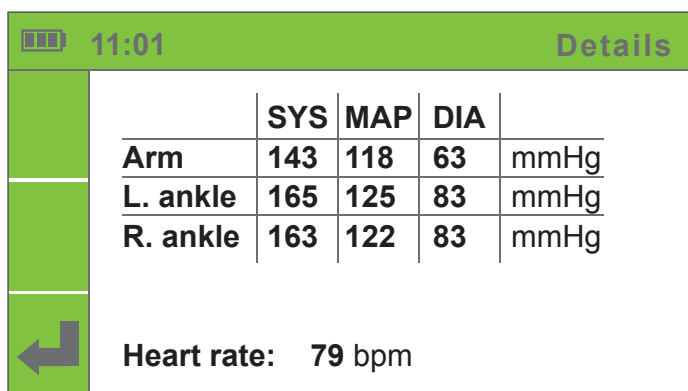 11:01 Details
SYS MAP DIA
Arm 143 118 63 mmHg
L. ankle 165 125 83 mmHg
R. ankle 163 122 83 mmHg
Heart rate: 79 bpm